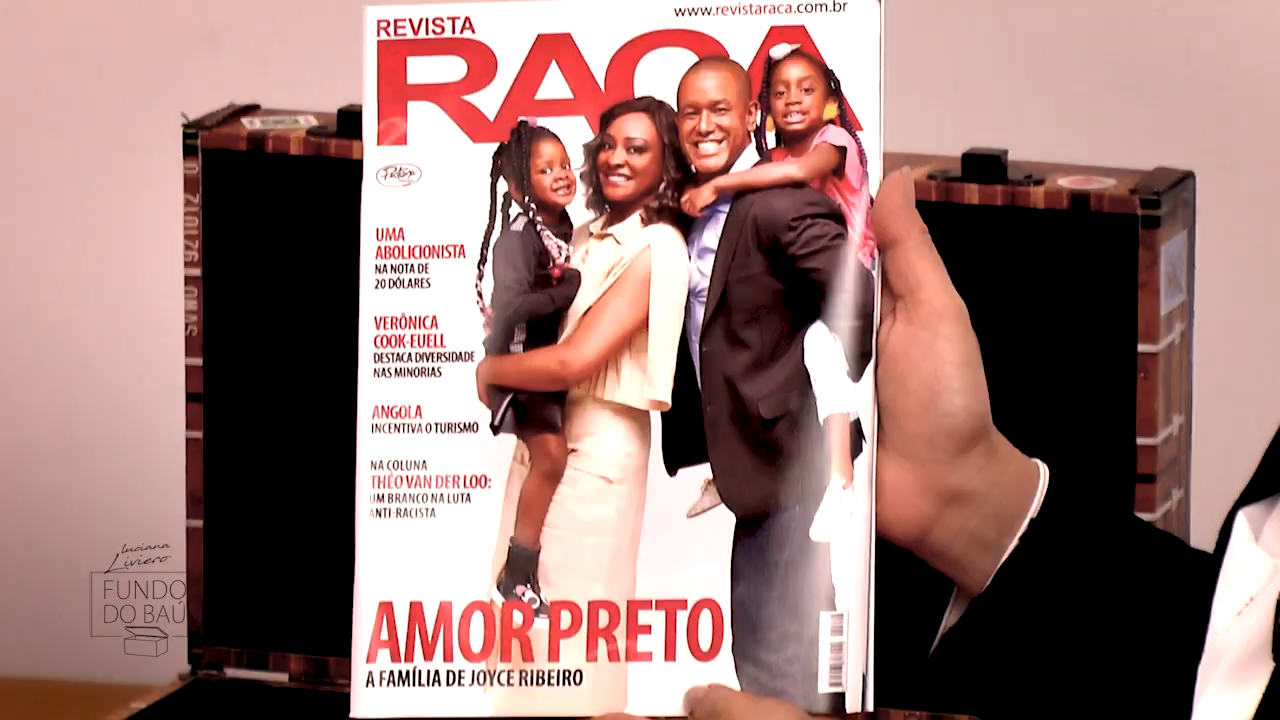 www.revistaraca.com.br
REVISTA
RAÇA
UMA
ABOLICIONISTA
NA NOTA DE
20 DÓLARES
VERÔNICA
COOK-EUELL
DESTACA DIVERSIDADE
NAS MINORIAS
ANGOLA
INCENTIVA O TURISMO
NA COLUNA
THÉO VAN DER LOO:
UM BRANCO NA LUTA
ANTI-RACISTA
AMOR PRETO
A FAMÍLIA DE JOYCE RIBEIRO
luciana
Liviero
FUNDO
DO BAÚ